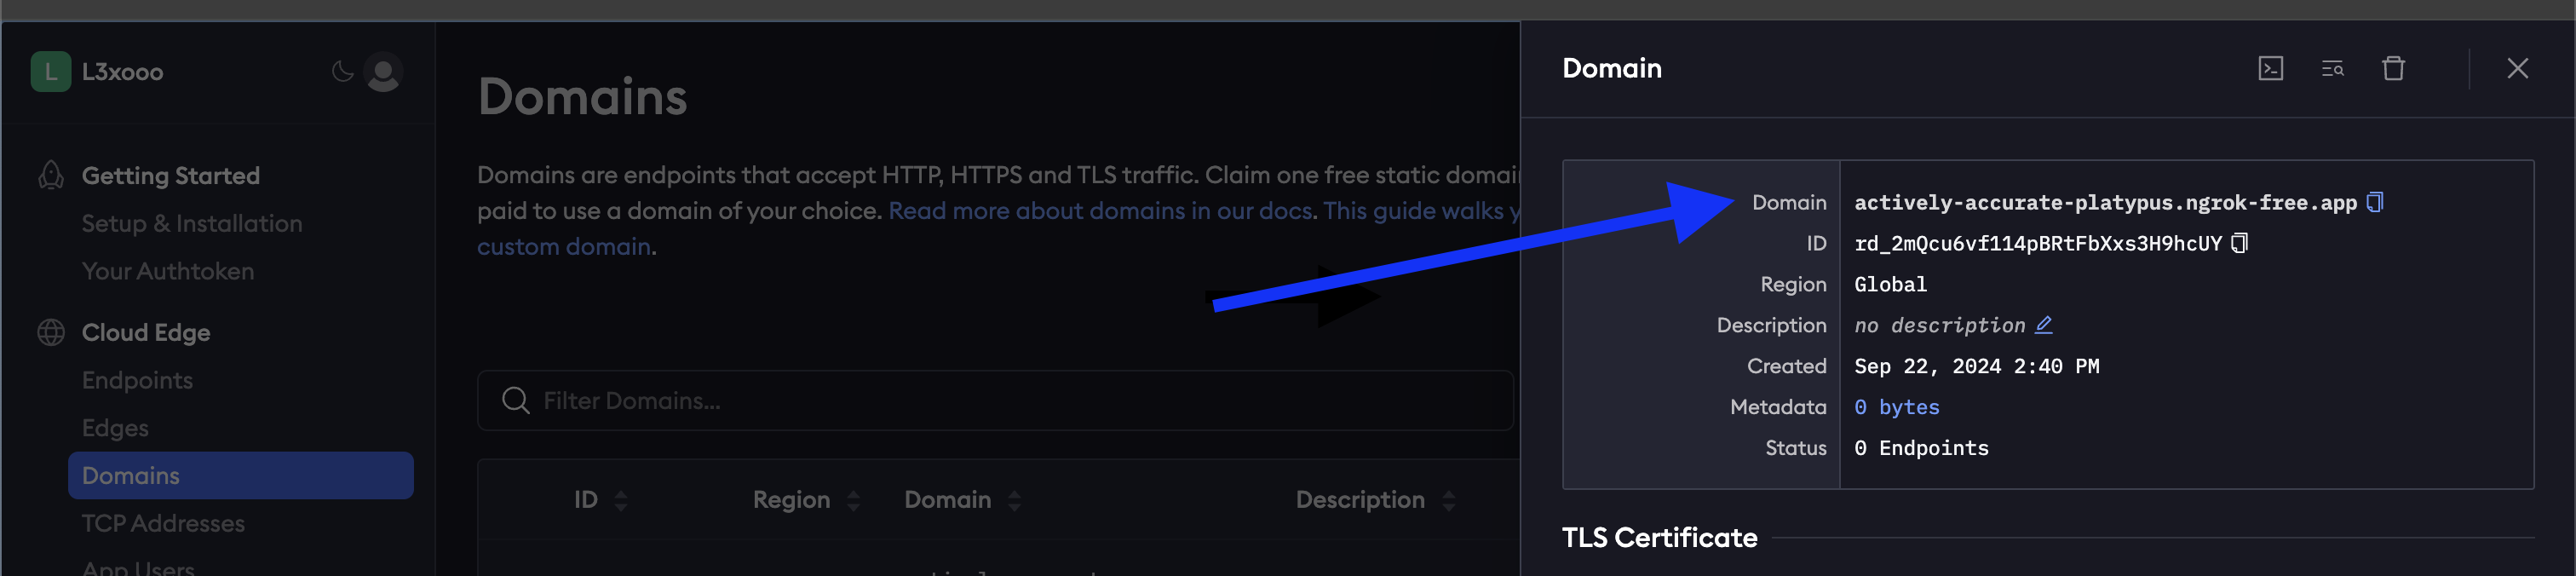 L
L3xooo
Getting Started
Setup & Installation
Your Authtoken
Cloud Edge
Endpoints
Edges
Domains
TCP Addresses
App Users
Domains
Domains are endpoints that accept HTTP, HTTPS and TLS traffic. Claim one free static domai
paid to use a domain of your choice. Read more about domains in our docs. This guide walks y
custom domain.
Filter Domains...
ID Region Domain Description
Domain
Domain actively-accurate-platypus.ngrok-free.app
ID rd_2mQcu6vf114pBRtFbXxs3H9hcUY
Region Global
Description no description
Created Sep 22, 2024 2:40 PM
Metadata 0 bytes
Status 0 Endpoints
TLS Certificate